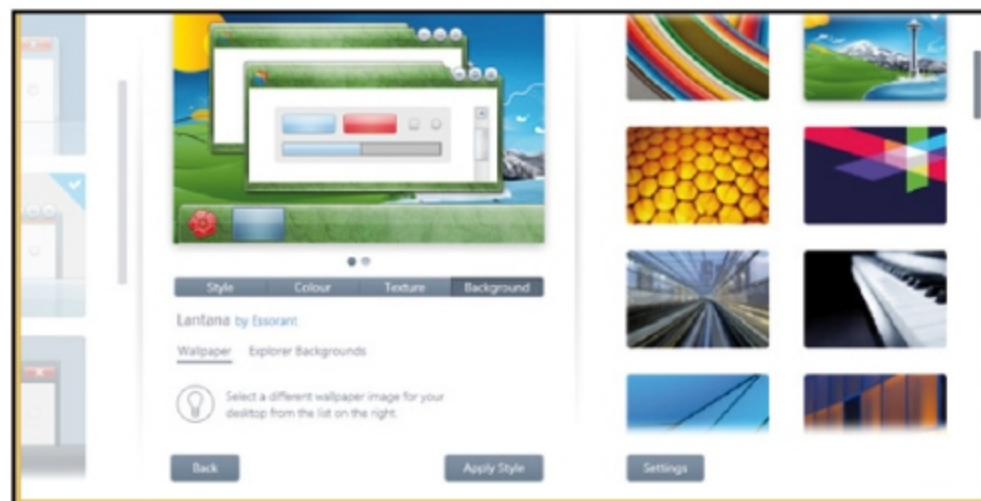 Style Colour Texture Background
Lantana by Essorant
Wallpaper Explorer Backgrounds
Select a different wallpaper image for your
desktop from the list on the right.
Back Apply Style Settings